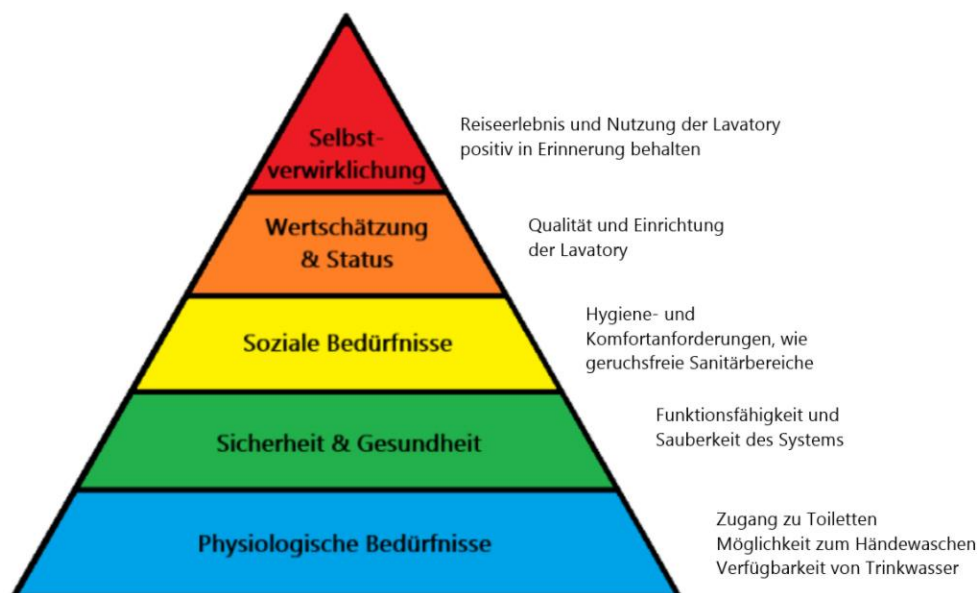 Selbst-
verwirklichung
Reiseerlebnis und Nutzung der Lavatory
positiv in Erinnerung behalten
Wertschätzung
& Status
Qualität und Einrichtung
der Lavatory
Soziale Bedürfnisse
Hygiene- und
Komfortanforderungen, wie
geruchsfreie Sanitärbereiche
Sicherheit & Gesundheit
Funktionsfähigkeit und
Sauberkeit des Systems
Physiologische Bedürfnisse
Zugang zu Toiletten
Möglichkeit zum Händewaschen
Verfügbarkeit von Trinkwasser